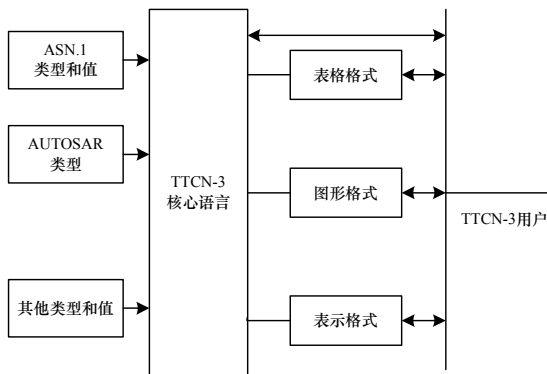 ASN.1
类型和值
AUTOSAR
类型
其他类型和值
TTCN-3
核心语言
表格格式
图形格式
表示格式
TTCN-3用户